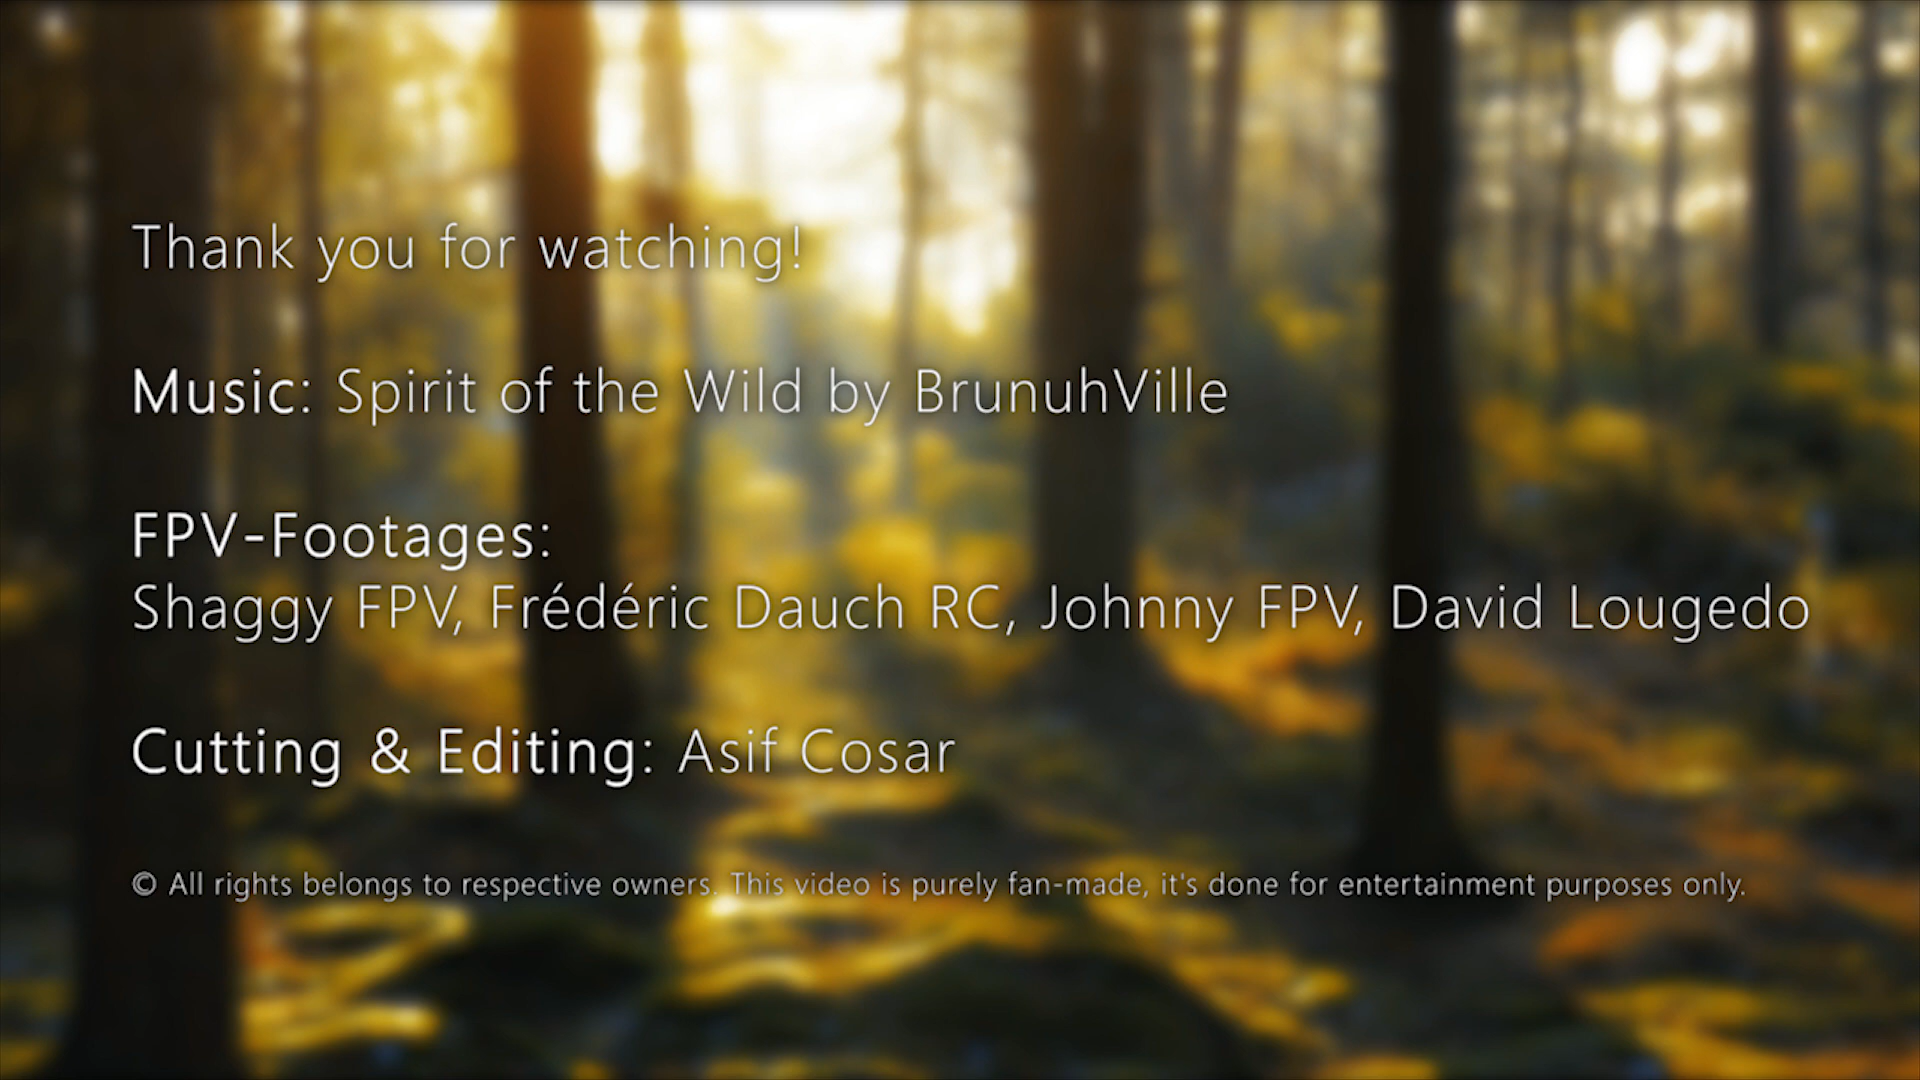 Thank you for watching!
Music: Spirit of the Wild by BrunuhVille
FPV-Footages:
Shaggy FPV, Frédéric Dauch RC, Johnny FPV, David Lougedo
Cutting & Editing: Asif Cosar
© All rights belongs to respective owners. This video is purely fan-made, it's done for entertainment purposes only.